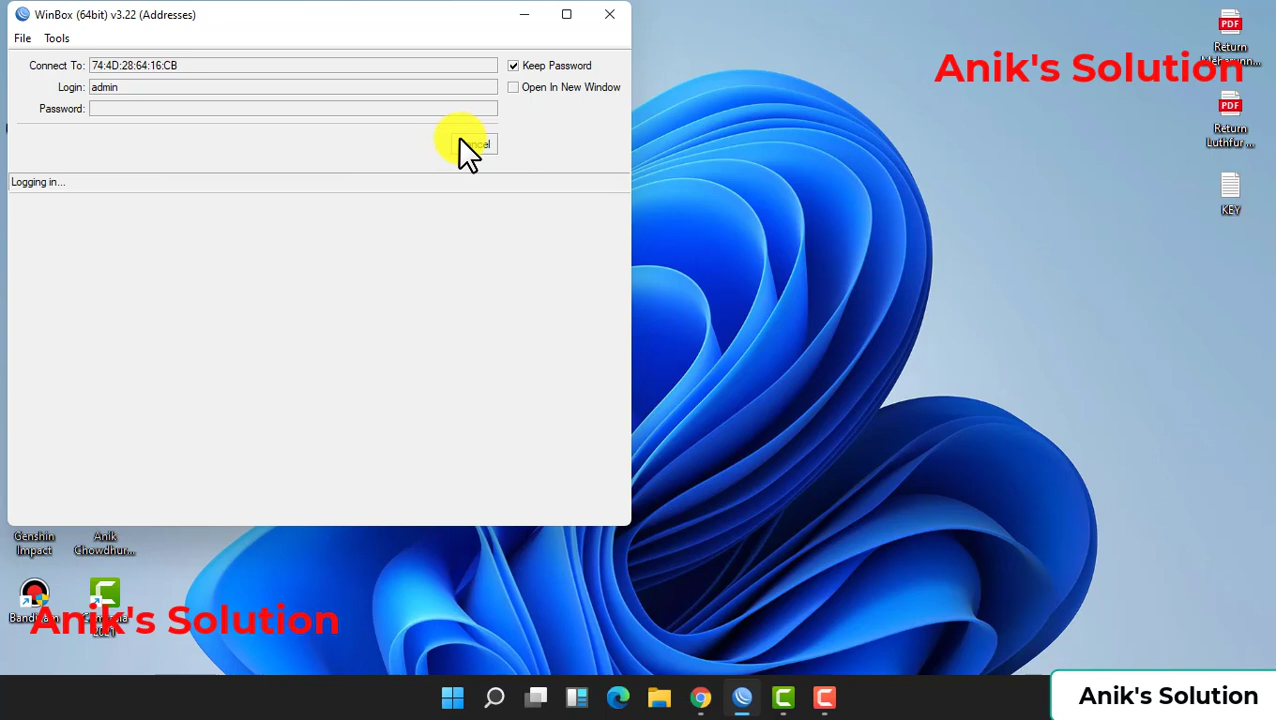 WinBox (64bit) v3.22 (Addresses)
File Tools
Connect To: 74:4D:28:64:16:CB
Keep Password
Login: admin
Open In New Window
Password:
Logging in...
Return
Meharunn...
Return
Luthfur ...
KEY
Anik's Solution
Genshin
Impact
Anik
Chowdhur...
Anik's Solution
Anik's Solution